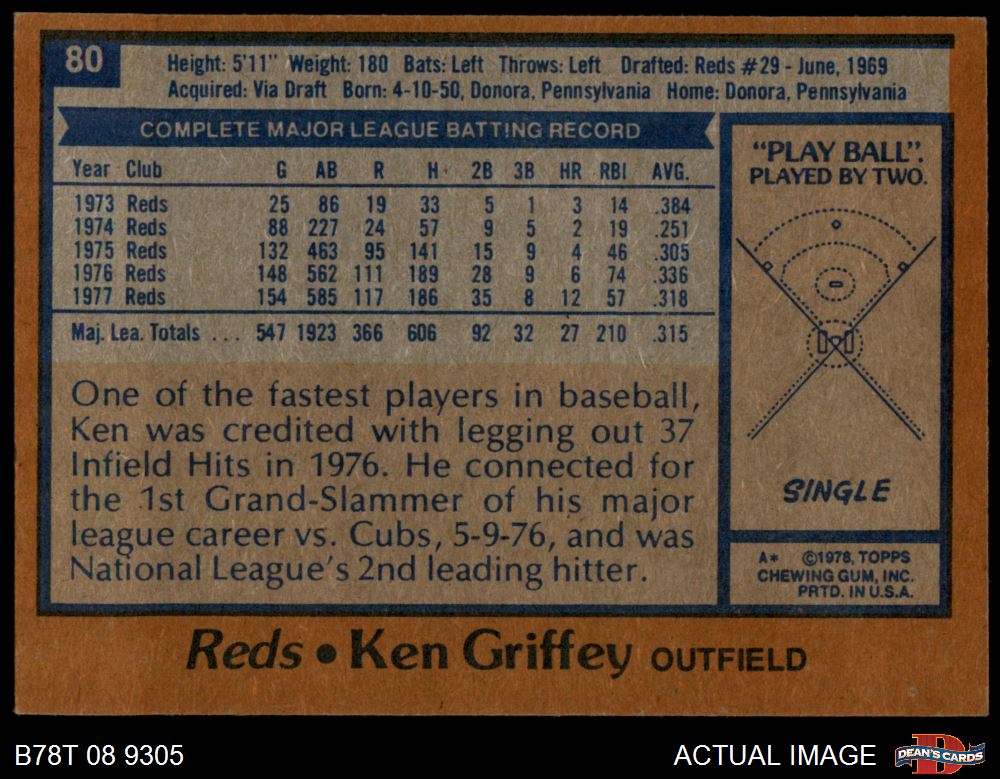 80
Height: 5'11" Weight: 180 Bats: Left Throws: Left Drafted: Reds #29 - June, 1969
Acquired: Via Draft Born: 4-10-50, Donora, Pennsylvania Home: Donora, Pennsylvania
COMPLETE MAJOR LEAGUE BATTING RECORD
Year Club G AB R H 2B 3B HR RBI AVG.
1973 Reds 25 86 19 33 5 1 3 14 .384
1974 Reds 88 227 24 57 9 5 2 19 .251
1975 Reds 132 463 95 141 15 9 4 46 .305
1976 Reds 148 562 111 189 28 9 6 74 .336
1977 Reds 154 585 117 186 35 8 12 57 .318
Maj. Lea. Totals ... 547 1923 366 606 92 32 27 210 .315
One of the fastest players in baseball,
Ken was credited with legging out 37
Infield Hits in 1976. He connected for
the 1st Grand-Slammer of his major
league career vs. Cubs, 5-9-76, and was
National League's 2nd leading hitter.
"PLAY BALL".
PLAYED BY TWO.
SINGLE
A* ©1978, TOPPS
CHEWING GUM, INC.
PRTD. IN U.S.A.
Reds • Ken Griffey OUTFIELD
B78T 08 9305
ACTUAL IMAGE
DEAN'S CARDS